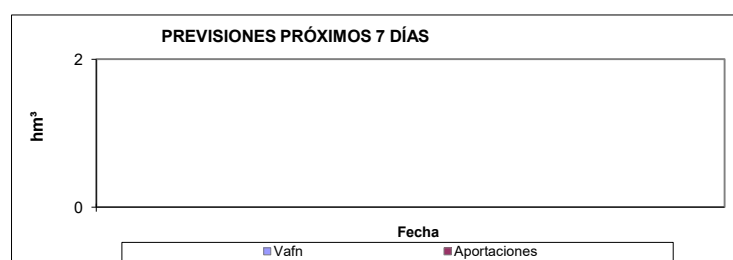 PREVISIONES PRÓXIMOS 7 DÍAS
2
hm³
0
Fecha
Vafn Aportaciones